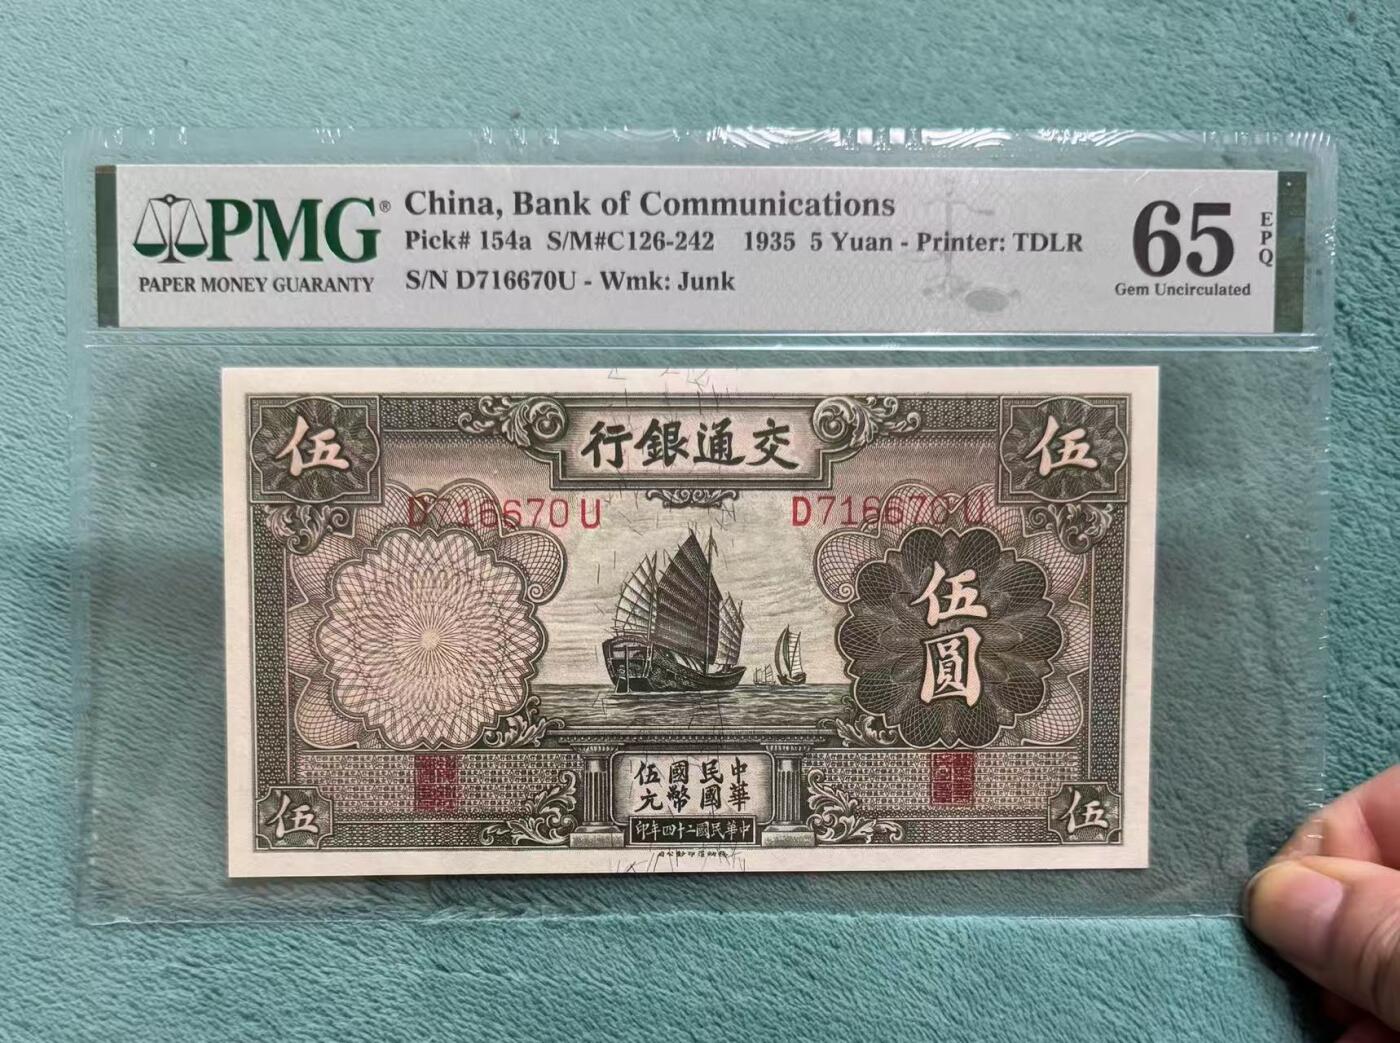 PMG®
PAPER MONEY GUARANTY
China, Bank of Communications
Pick# 154a S/M#C126-242 1935 5 Yuan - Printer: TDLR
S/N D716670U - Wmk: Junk
65
EPQ
Gem Uncirculated
伍
行銀通交
伍
D716670U
D716670U
伍圓
中華民國國幣伍元
印年四十二國民華中
伍
伍